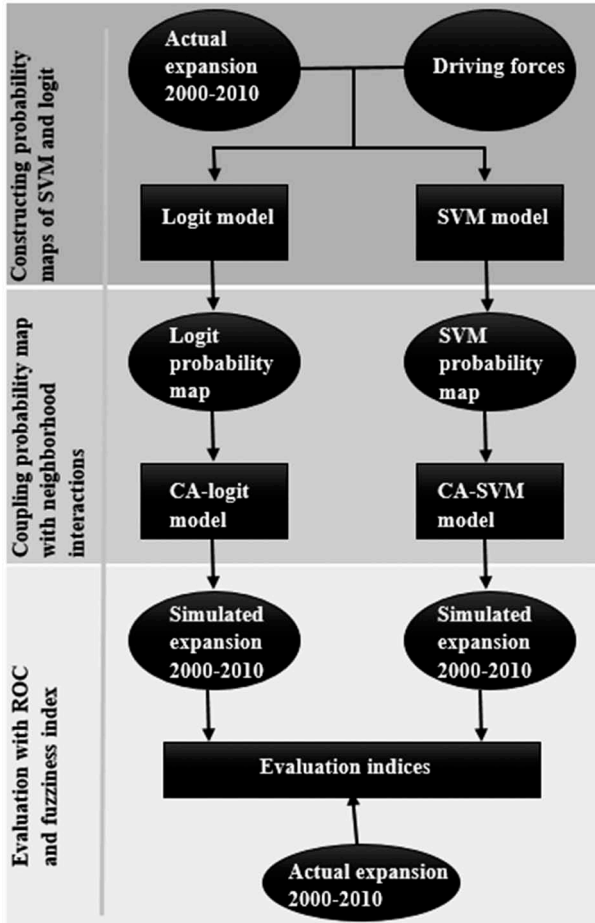 Constructing probability
maps of SVM and logit
Actual
expansion
2000-2010
Driving forces
Logit model
SVM model
Coupling probability map
with neighborhood
interactions
Logit
probability
map
SVM
probability
map
CA-logit
model
CA-SVM
model
Evaluation with ROC
and fuzziness index
Simulated
expansion
2000-2010
Simulated
expansion
2000-2010
Evaluation indices
Actual expansion
2000-2010